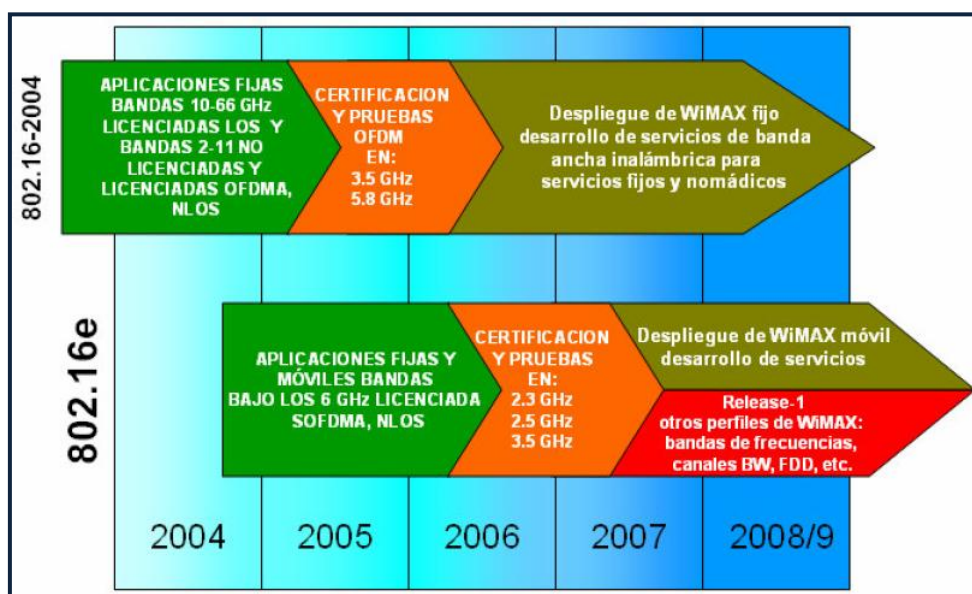 802.16-2004
APLICACIONES FIJAS
BANDAS 10-66 GHz
LICENCIADAS LOS Y
BANDAS 2-11 NO
LICENCIADAS Y
LICENCIADAS OFDMA,
NLOS
CERTIFICACION
Y PRUEBAS
OFDM
EN:
3.5 GHz
5.8 GHz
Despliegue de WiMAX fijo
desarrollo de servicios de banda
ancha inalámbrica para
servicios fijos y nomádicos
802.16e
APLICACIONES FIJAS Y
MÓVILES BANDAS
BAJO LOS 6 GHz LICENCIADA
SOFDMA, NLOS
CERTIFICACION
Y PRUEBAS
EN:
2.3 GHz
2.5 GHz
3.5 GHz
Despliegue de WiMAX móvil
desarrollo de servicios
Release-1
otros perfiles de WiMAX:
bandas de frecuencias,
canales BW, FDD, etc.
2004
2005
2006
2007
2008/9